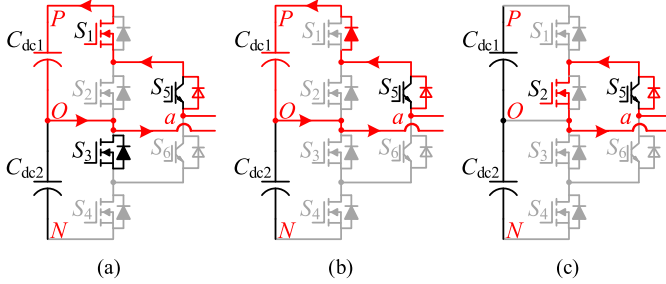 P S1 P S1 P S1
Cdc1 Cdc1 Cdc1
S2 S5 S2 S5 S2 S5
O a O a O a
S3 S6 S3 S6 S3 S6
Cdc2 Cdc2 Cdc2
S4 S4 S4
N N N
(a) (b) (c)